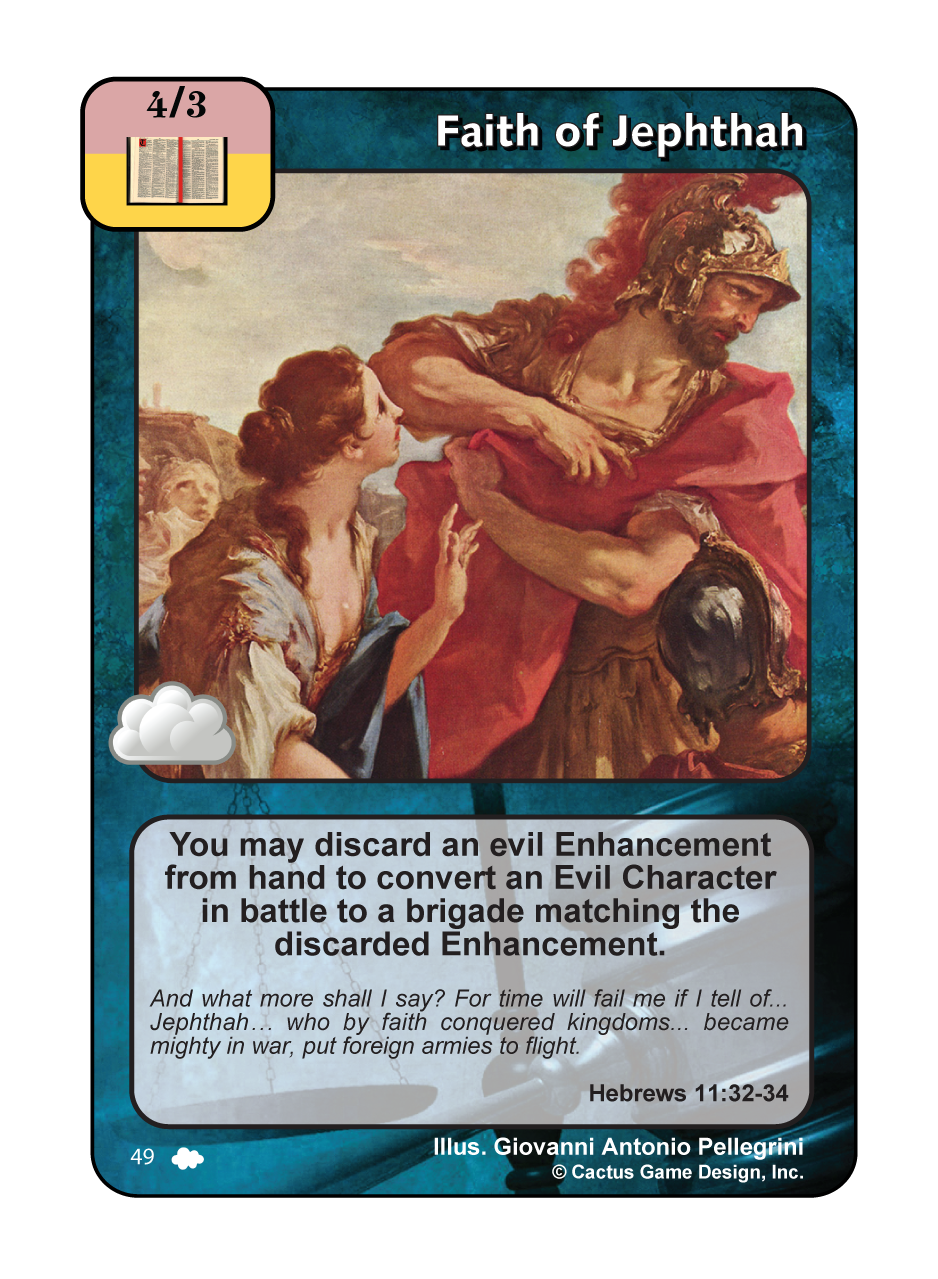 4/3
Faith of Jephthah
You may discard an evil Enhancement
from hand to convert an Evil Character
in battle to a brigade matching the
discarded Enhancement.
And what more shall I say? For time will fail me if I tell of...
Jephthah… who by faith conquered kingdoms... became
mighty in war, put foreign armies to flight.
Hebrews 11:32-34
49
Illus. Giovanni Antonio Pellegrini
© Cactus Game Design, Inc.